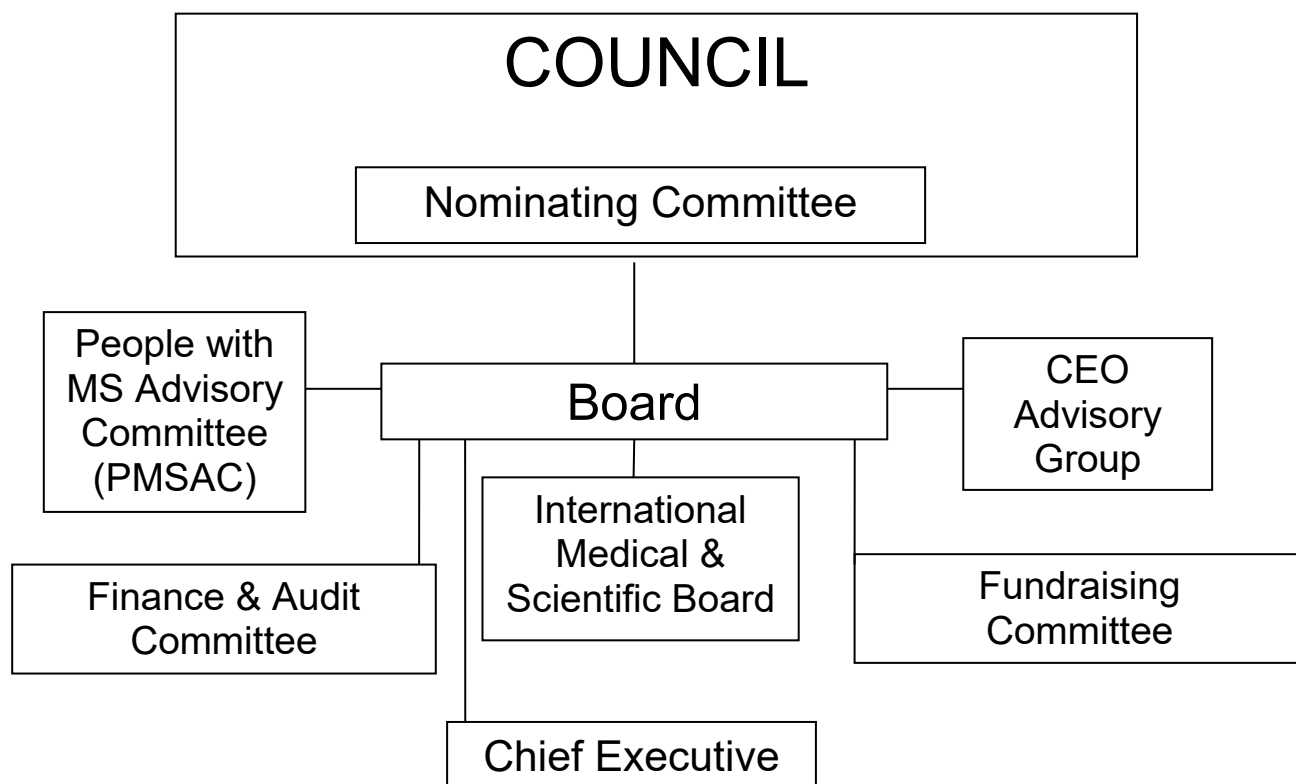 COUNCIL
Nominating Committee
People with
MS Advisory
Committee
(PMSAC)
Board
CEO
Advisory
Group
International
Medical &
Scientific Board
Finance & Audit
Committee
Fundraising
Committee
Chief Executive